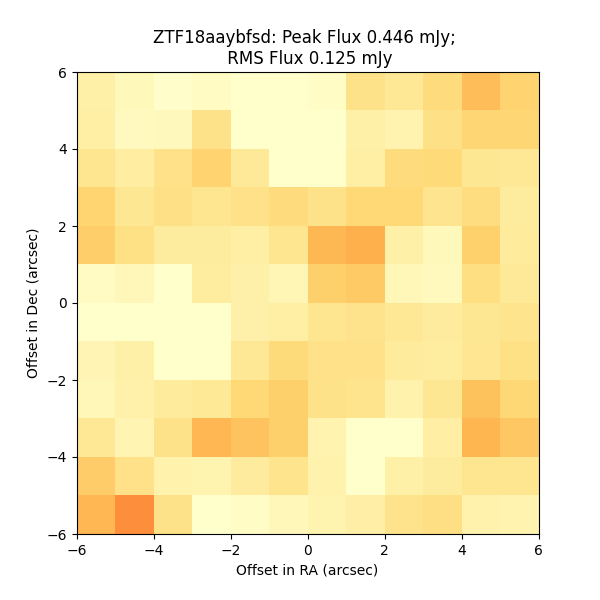 ZTF18aaybfsd: Peak Flux 0.446 mJy;
RMS Flux 0.125 mJy
6
4
2
0
−2
−4
−6
Offset in Dec (arcsec)
−6 −4 −2 0 2 4 6
Offset in RA (arcsec)